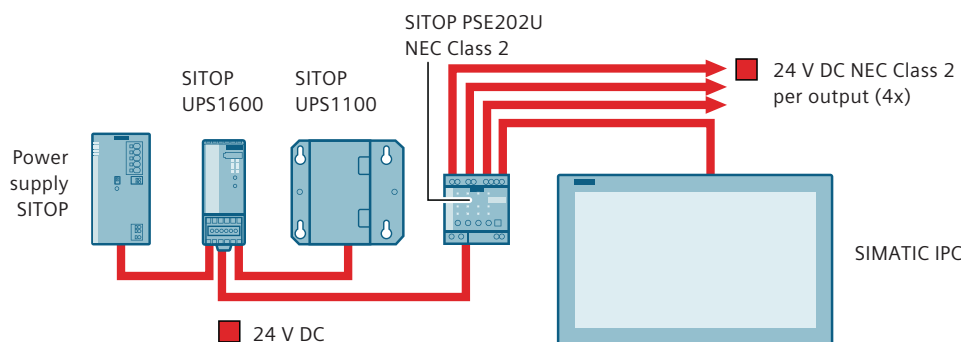 SITOP PSE202U
NEC Class 2
SITOP
UPS1600
SITOP
UPS1100
24 V DC NEC Class 2
per output (4x)
Power
supply
SITOP
SIMATIC IPC
24 V DC